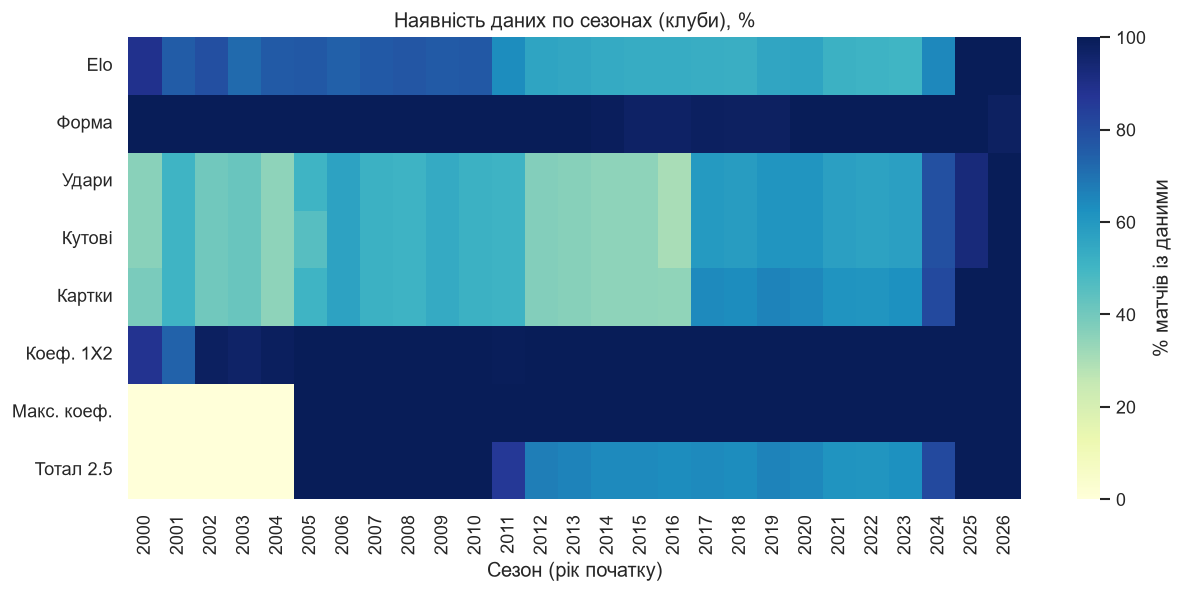 Наявність даних по сезонах (клуби), %
Elo
Форма
Удари
Кутові
Картки
Коеф. 1X2
Макс. коеф.
Тотал 2.5
2000 2001 2002 2003 2004 2005 2006 2007 2008 2009 2010 2011 2012 2013 2014 2015 2016 2017 2018 2019 2020 2021 2022 2023 2024 2025 2026
Сезон (рік початку)
100
80
60
40
20
0
% матчів із даними